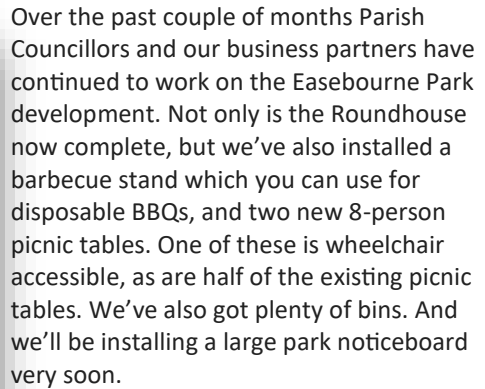 Over the past couple of months Parish
Councillors and our business partners have
continued to work on the Easebourne Park
development. Not only is the Roundhouse
now complete, but we’ve also installed a
barbecue stand which you can use for
disposable BBQs, and two new 8-person
picnic tables. One of these is wheelchair
accessible, as are half of the existing picnic
tables. We’ve also got plenty of bins. And
we’ll be installing a large park noticeboard
very soon.